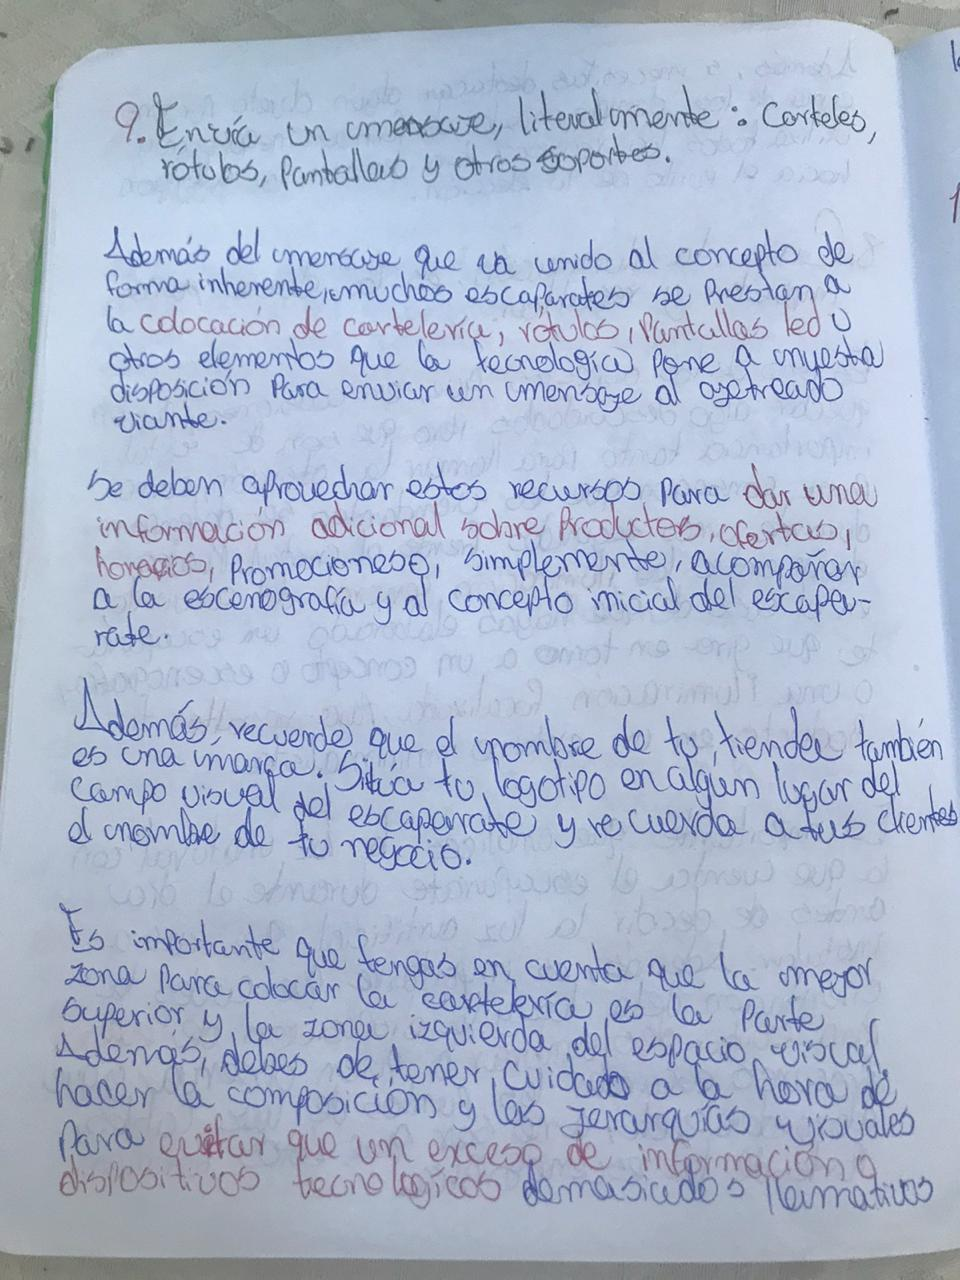 9. Envía un mensaje, literalmente: Carteles,
rótulos, Pantallas y otros soportes.
Además del mensaje que va unido al concepto de
forma inherente, muchos escaparates se Prestan a
la colocación de cartelería, rótulos, Pantallas led u
otros elementos que la tecnología pone a nuesta
disposición Para enviar un mensaje al ajetreado
viante.
Se deben aprovechar estos recursos Para dar una
información adicional sobre Productos, ofertas,
horarios, Promociones o, simplemente, acompañar
a la escenografía y al concepto inicial del escapa-
rate.
Además, recuerde que el nombre de tu tienda también
es una marca. Sitúa tu logotipo en algún lugar del
campo visual del escaparate y recuerda a tus clientes
el nombre de tu negocio.
Es importante que tengas en cuenta que la mejor
zona Para colocar la cartelería es la Parte
superior y la zona izquierda del espacio visual
Además, debes de tener cuidado a la hora de
hacer la composición y las jerarquías visuales
Para evitar que un exceso de información o
dispositivos tecnológicos demasiados llamativos